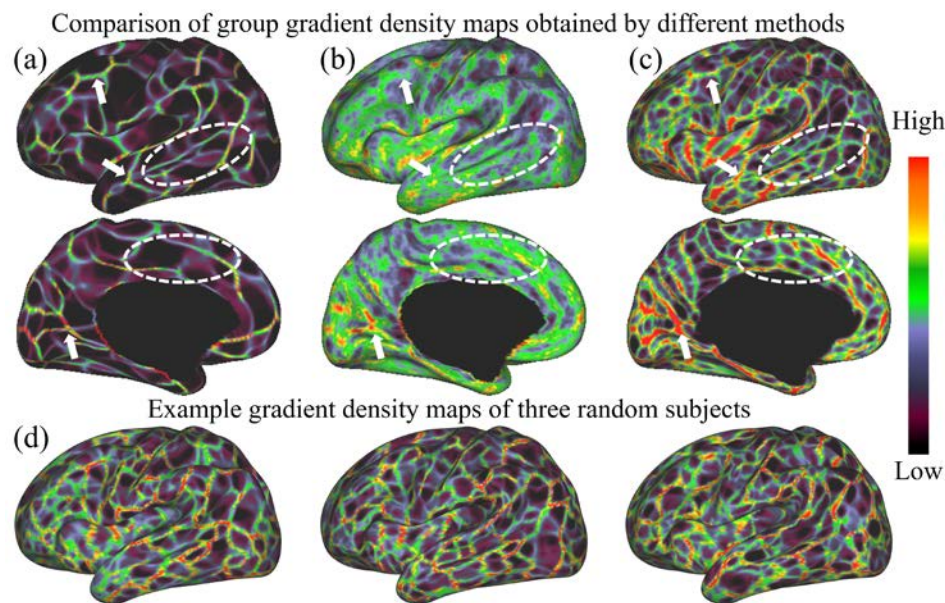 Comparison of group gradient density maps obtained by different methods
(a)
(b)
(c)
High
Low
Example gradient density maps of three random subjects
(d)